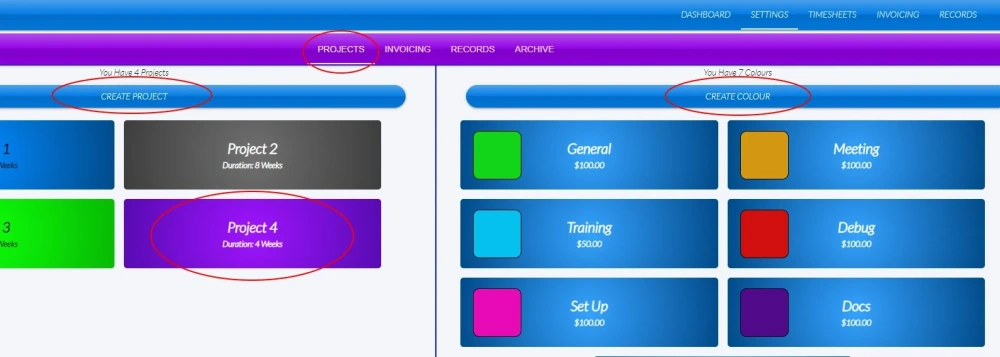 DASHBOARD SETTINGS TIMESHEETS INVOICING RECORDS
PROJECTS INVOICING RECORDS ARCHIVE
You Have 4 Projects
CREATE PROJECT
1
Weeks
Project 2
Duration: 8 Weeks
3
Weeks
Project 4
Duration: 4 Weeks
You Have 7 Colours
CREATE COLOUR
General
$100.00
Meeting
$100.00
Training
$50.00
Debug
$100.00
Set Up
$100.00
Docs
$100.00